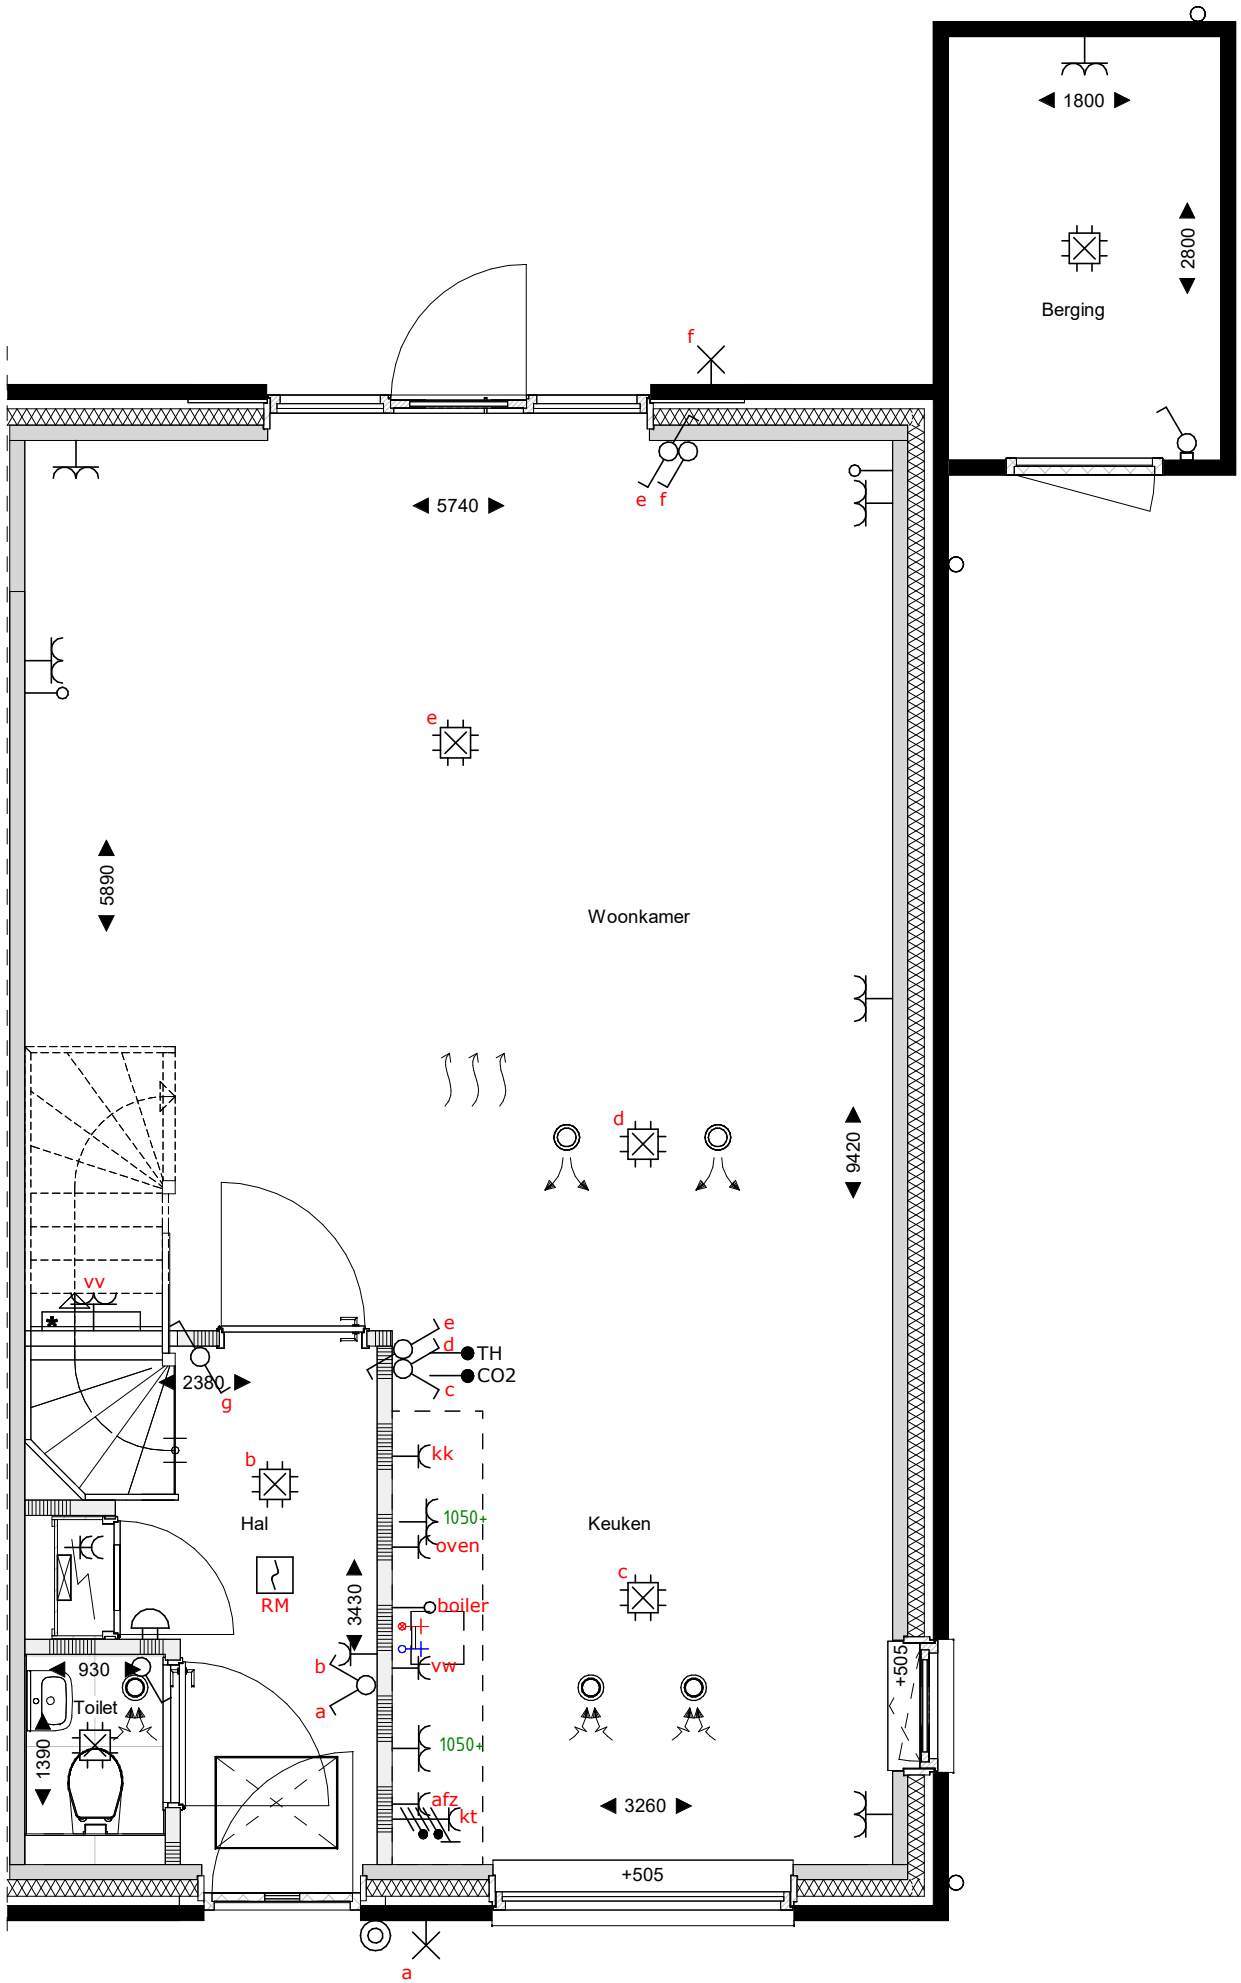 1800
2800
Berging
f
5740
e f
e
5890
Woonkamer
d
9420
vv
*
e
d
TH
CO2
c
2380
g
b
kk
Hal
1050+
Keuken
oven
c
RM
3430
boiler
+505
b
vw
930
Toilet
a
1390
1050+
afz
3260
kt
+505
a